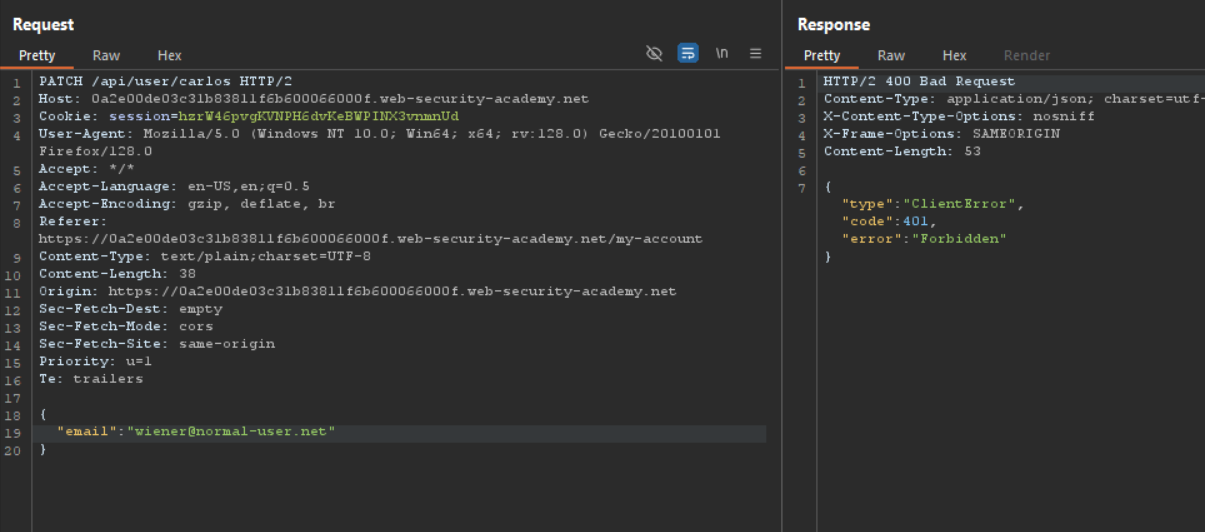 Request
Pretty Raw Hex
\n
1 PATCH /api/user/carlos HTTP/2
2 Host: 0a2e00de03c31b83811f6b600066000f.web-security-academy.net
3 Cookie: session=hzrW46pvgKVNPH6dvKeBWPINX3vnmnUd
4 User-Agent: Mozilla/5.0 (Windows NT 10.0; Win64; x64; rv:128.0) Gecko/20100101
Firefox/128.0
5 Accept: */*
6 Accept-Language: en-US,en;q=0.5
7 Accept-Encoding: gzip, deflate, br
8 Referer:
https://0a2e00de03c31b83811f6b600066000f.web-security-academy.net/my-account
9 Content-Type: text/plain;charset=UTF-8
10 Content-Length: 38
11 Origin: https://0a2e00de03c31b83811f6b600066000f.web-security-academy.net
12 Sec-Fetch-Dest: empty
13 Sec-Fetch-Mode: cors
14 Sec-Fetch-Site: same-origin
15 Priority: u=1
16 Te: trailers
17
18 {
19 "email":"wiener@normal-user.net"
20 }
Response
Pretty Raw Hex Render
1 HTTP/2 400 Bad Request
2 Content-Type: application/json; charset=utf-
3 X-Content-Type-Options: nosniff
4 X-Frame-Options: SAMEORIGIN
5 Content-Length: 53
6
7 {
"type":"ClientError",
"code":401,
"error":"Forbidden"
}